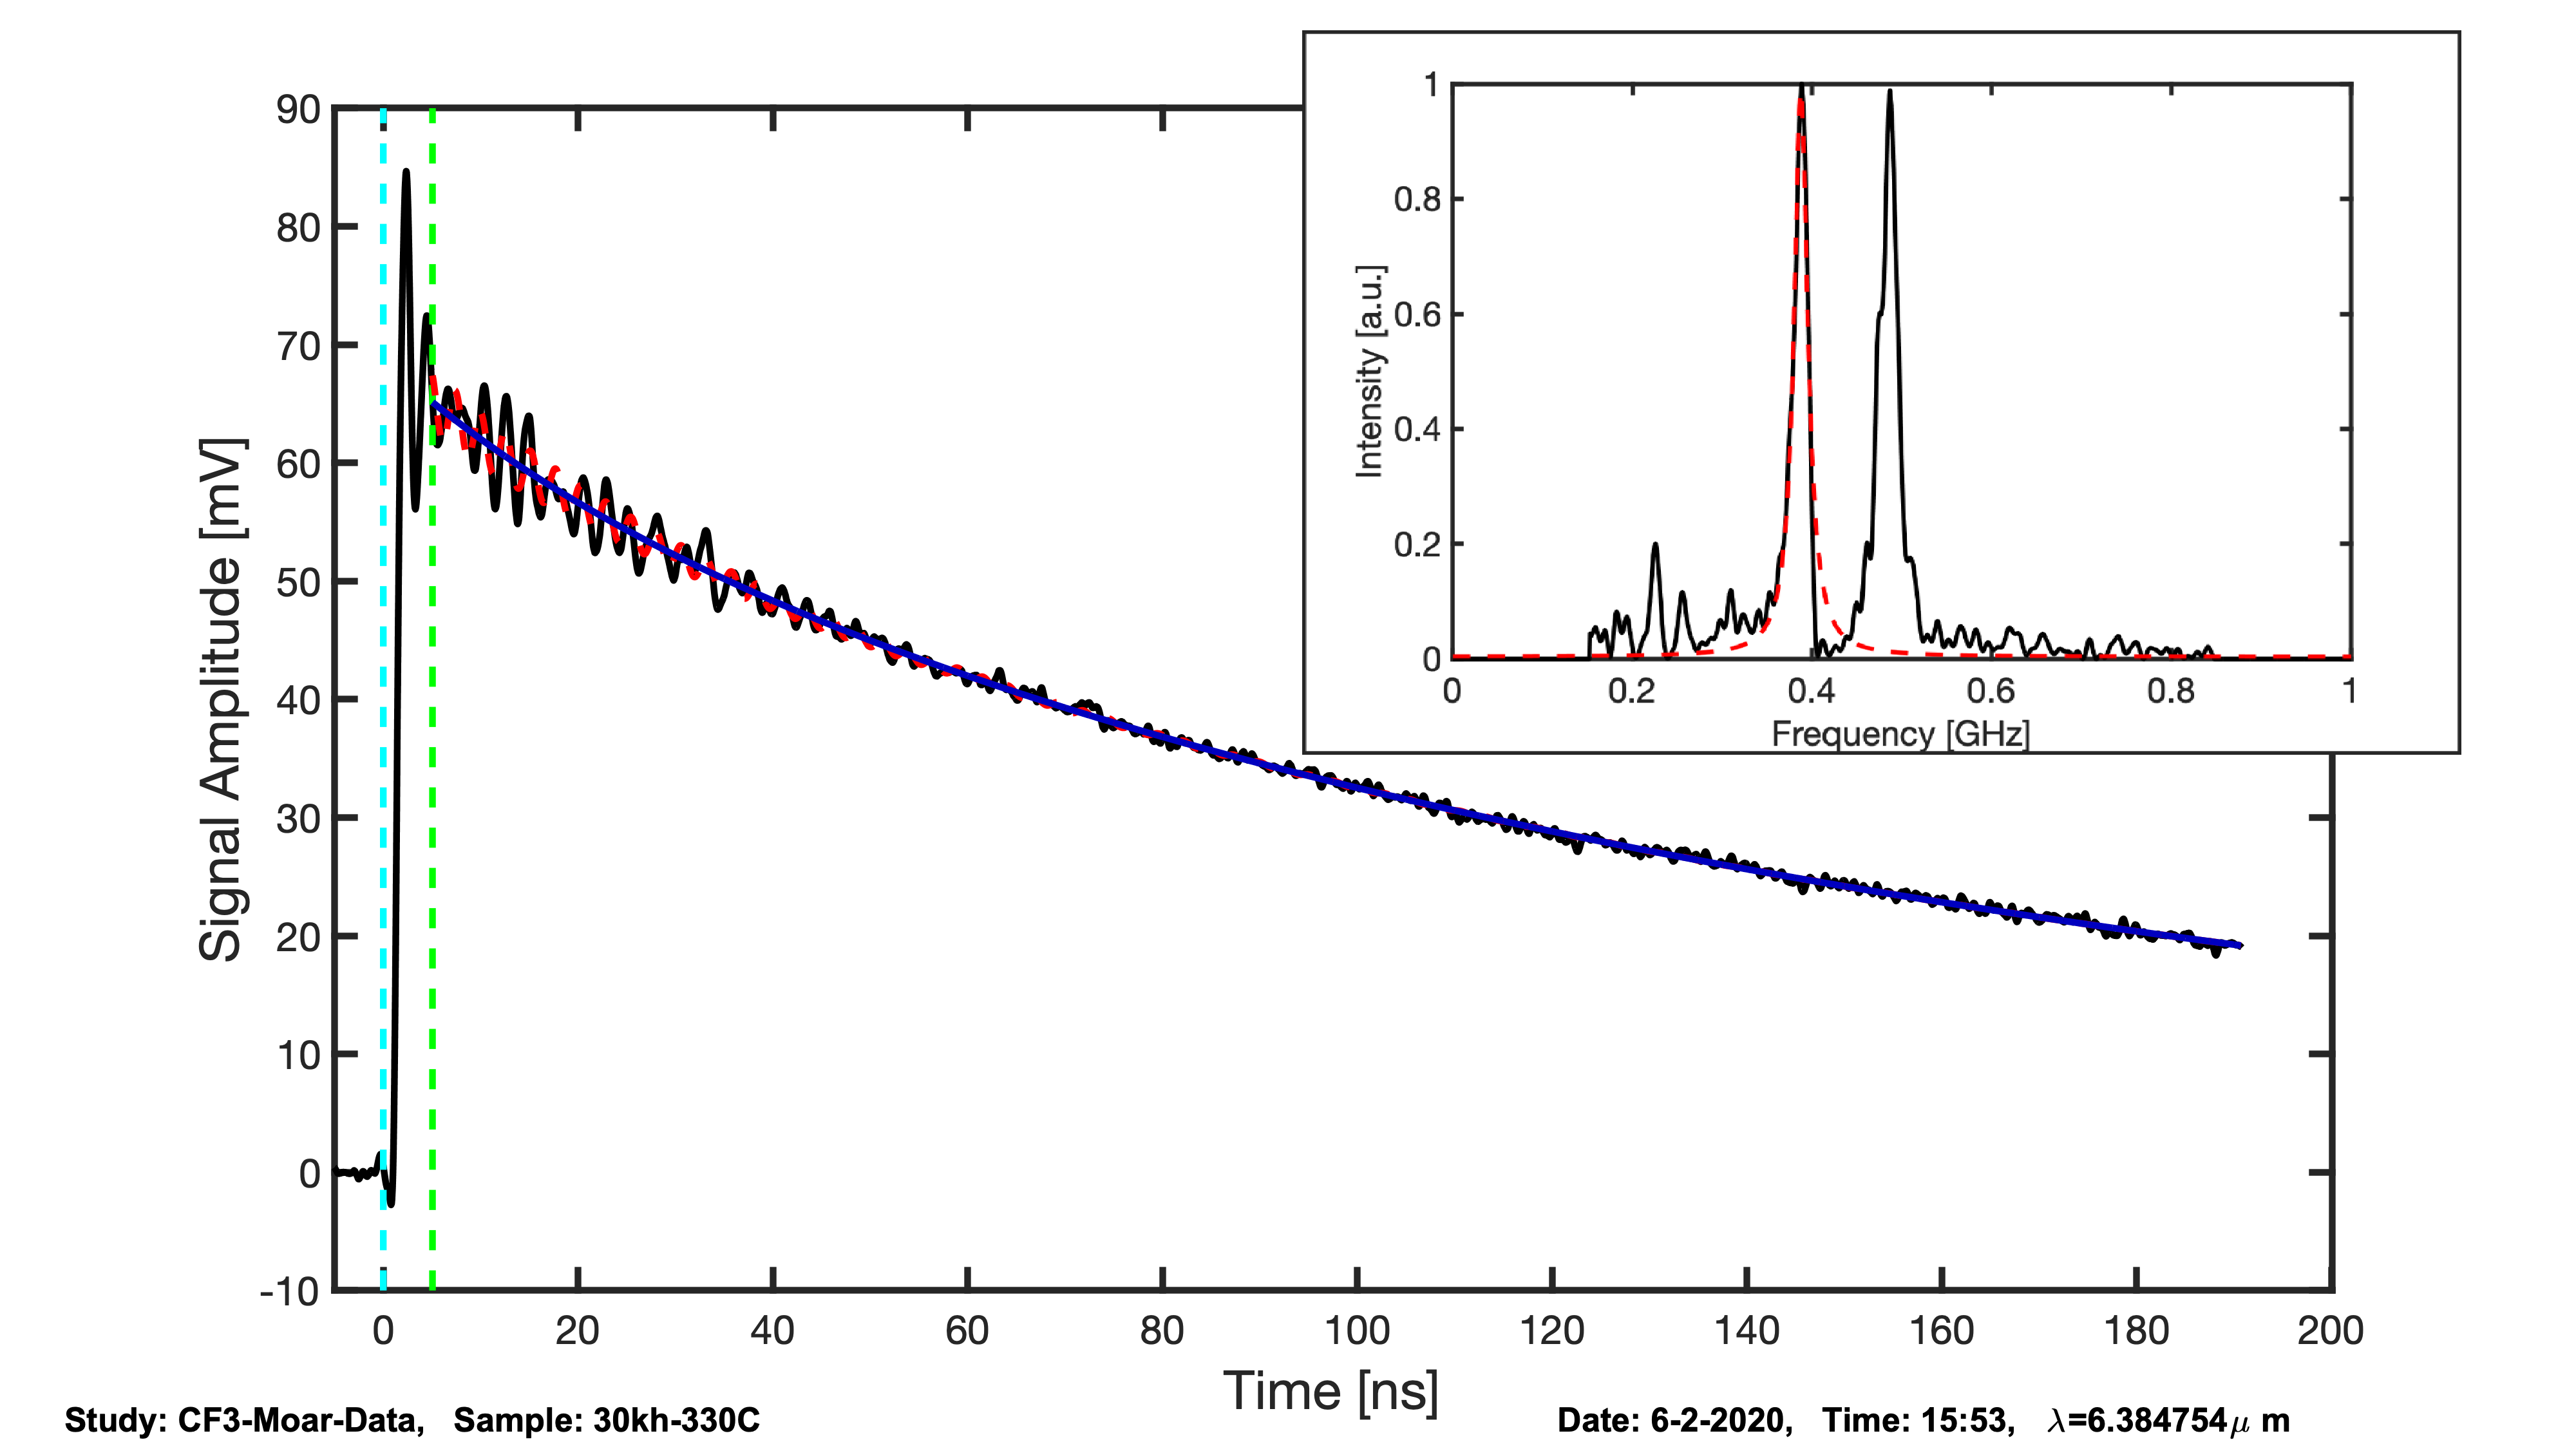 90
80
70
60
50
40
30
20
10
0
-10
Signal Amplitude [mV]
0 20 40 60 80 100 120 140 160 180 200
Time [ns]
1
0.8
0.6
0.4
0.2
0
Intensity [a.u.]
0 0.2 0.4 0.6 0.8 1
Frequency [GHz]
Study: CF3-Moar-Data, Sample: 30kh-330C
Date: 6-2-2020, Time: 15:53, λ=6.384754μ m